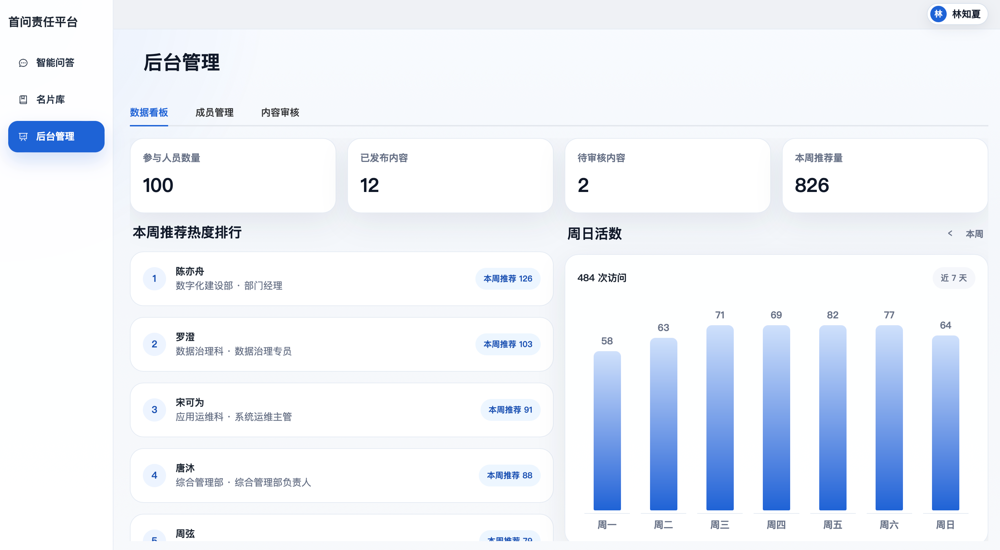 首问责任平台
智能问答
名片库
后台管理
林 林知夏
后台管理
数据看板 成员管理 内容审核
参与人员数量
100
已发布内容
12
待审核内容
2
本周推荐量
826
本周推荐热度排行
1
陈亦舟
数字化建设部 · 部门经理
本周推荐 126
2
罗澄
数据治理科 · 数据治理专员
本周推荐 103
3
宋可为
应用运维科 · 系统运维主管
本周推荐 91
4
唐沐
综合管理部 · 综合管理部负责人
本周推荐 88
5
周弦
本周推荐 79
周日活数
< 本周
484 次访问
近 7 天
58 63 71 69 82 77 64
周一 周二 周三 周四 周五 周六 周日